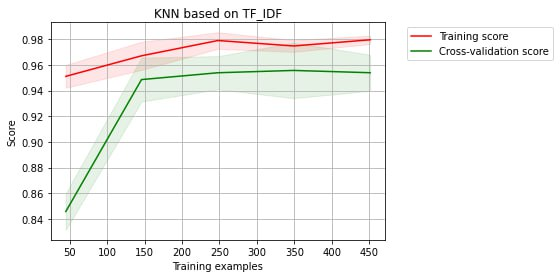 KNN based on TF_IDF
Training score
Cross-validation score
0.98
0.96
0.94
0.92
0.90
0.88
0.86
0.84
Score
50 100 150 200 250 300 350 400 450
Training examples